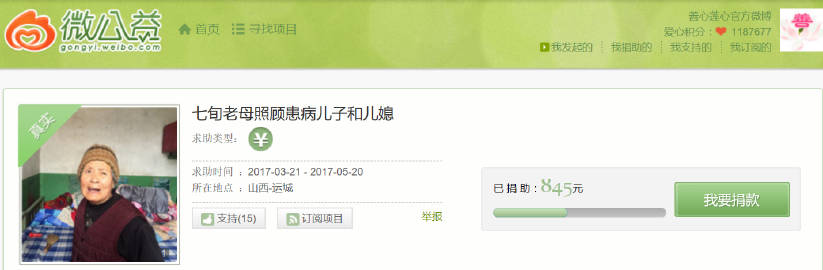 微公益
gongyi.weibo.com
首页 寻找项目
善心莲心官方微博
爱心积分：1187677
我发起的 我捐助的 我支持的 我订阅的
善
真实
七旬老母照顾患病儿子和儿媳
求助类型： ¥
求助时间 ：2017-03-21 - 2017-05-20
所在地点 ：山西-运城
支持(15) 订阅项目 举报
已捐助：845元
我要捐款